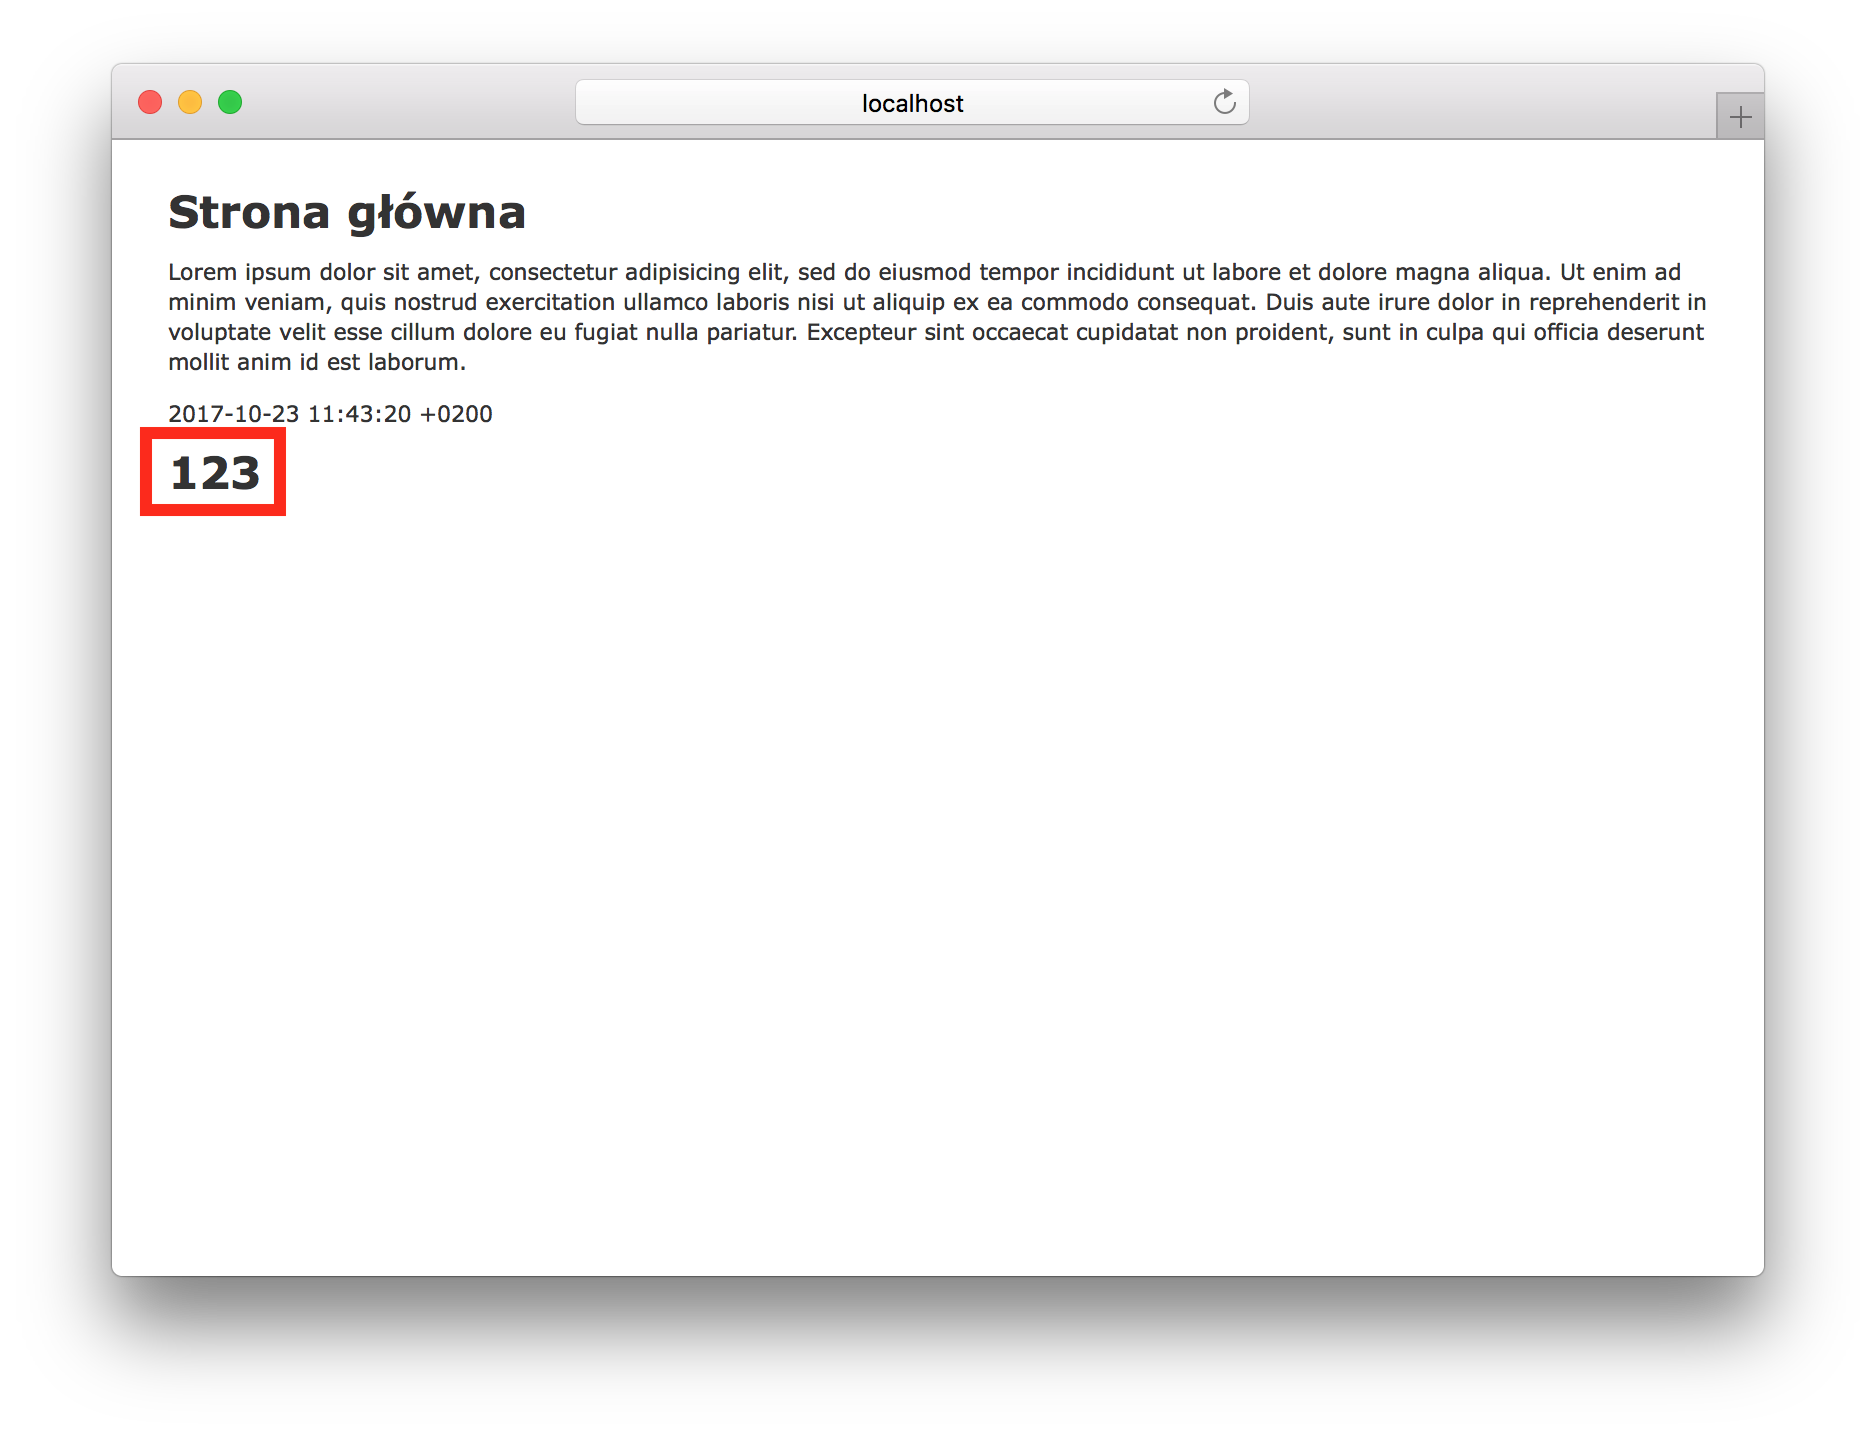 localhost
Strona główna
Lorem ipsum dolor sit amet, consectetur adipisicing elit, sed do eiusmod tempor incididunt ut labore et dolore magna aliqua. Ut enim ad
minim veniam, quis nostrud exercitation ullamco laboris nisi ut aliquip ex ea commodo consequat. Duis aute irure dolor in reprehenderit in
voluptate velit esse cillum dolore eu fugiat nulla pariatur. Excepteur sint occaecat cupidatat non proident, sunt in culpa qui officia deserunt
mollit anim id est laborum.
2017-10-23 11:43:20 +0200
123